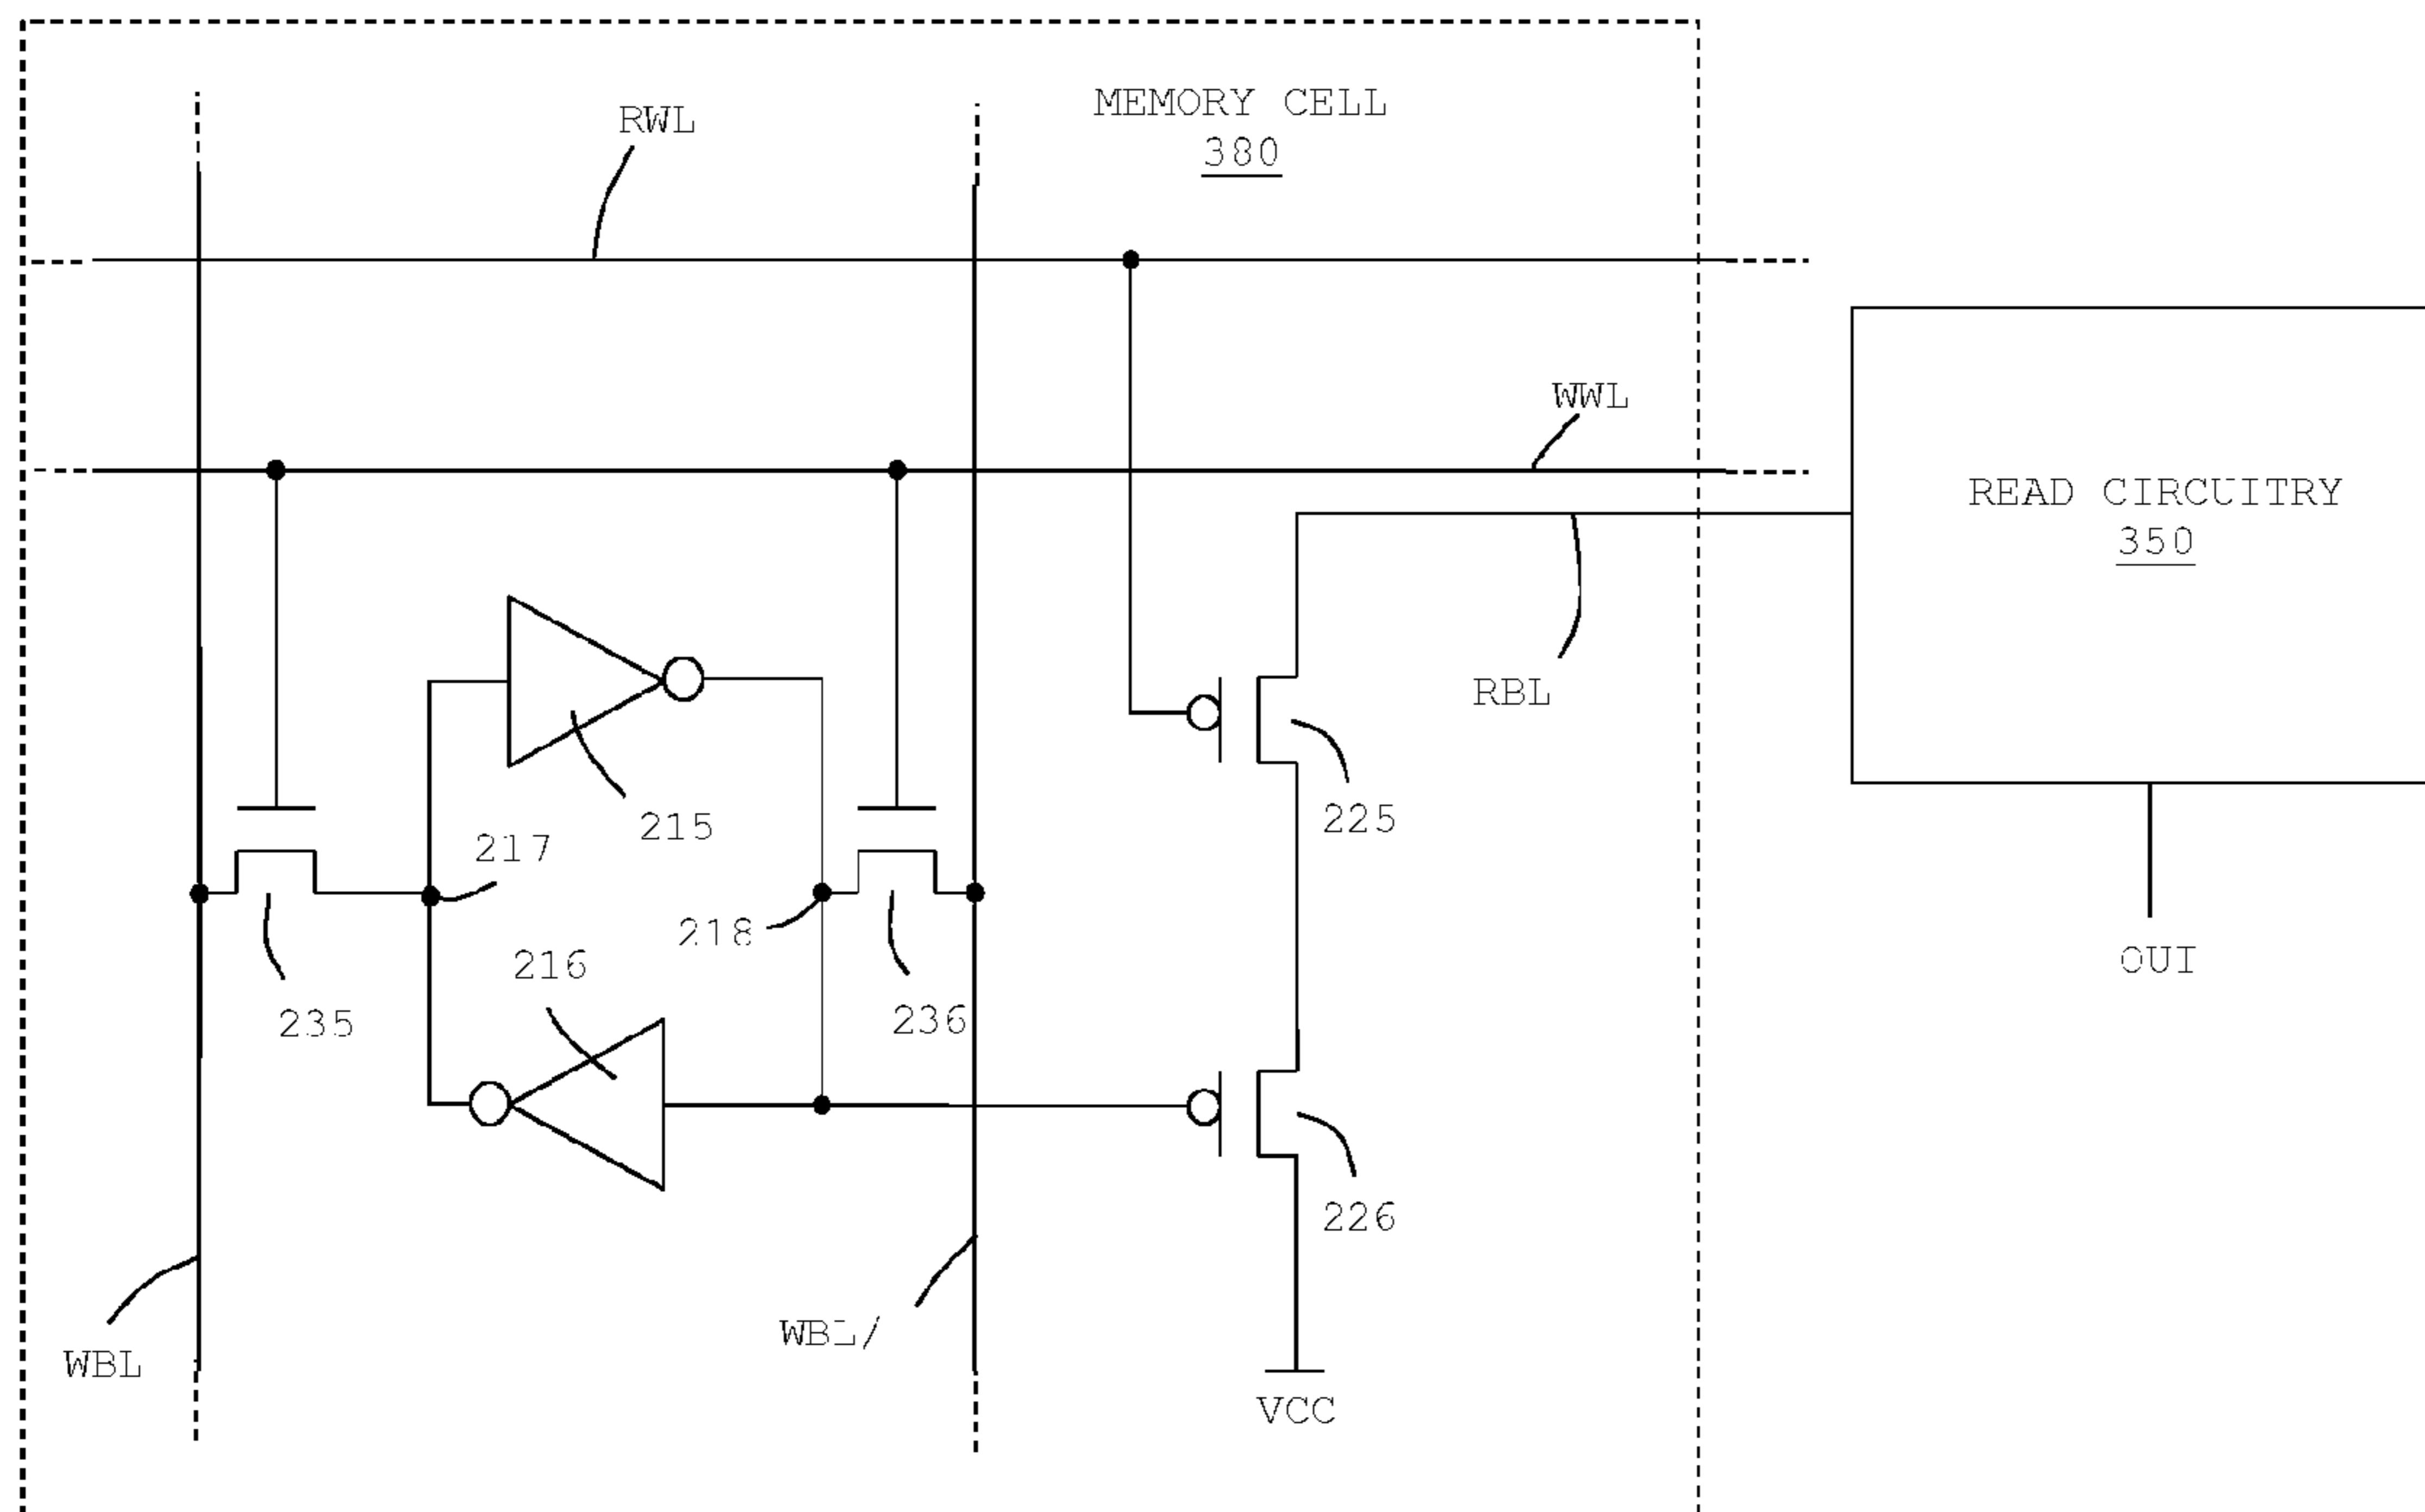 MEMORY CELL
380
RWL
WWL
READ CIRCUITRY
350
RBL
215
225
217
218
216
235
236
OUI
226
WBL/
WBL
VCC